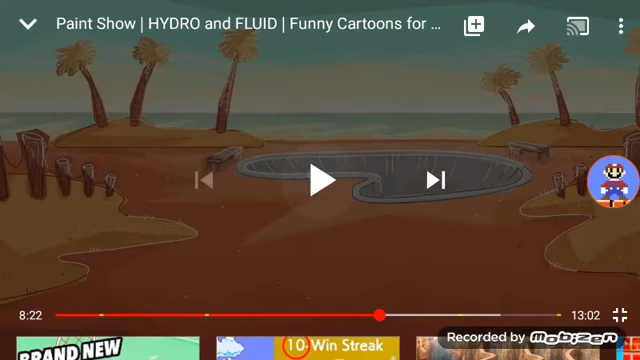 Paint Show | HYDRO and FLUID | Funny Cartoons for ...
8:22
13:02
Recorded by mobizen
BRAND NEW
10-Win Streak